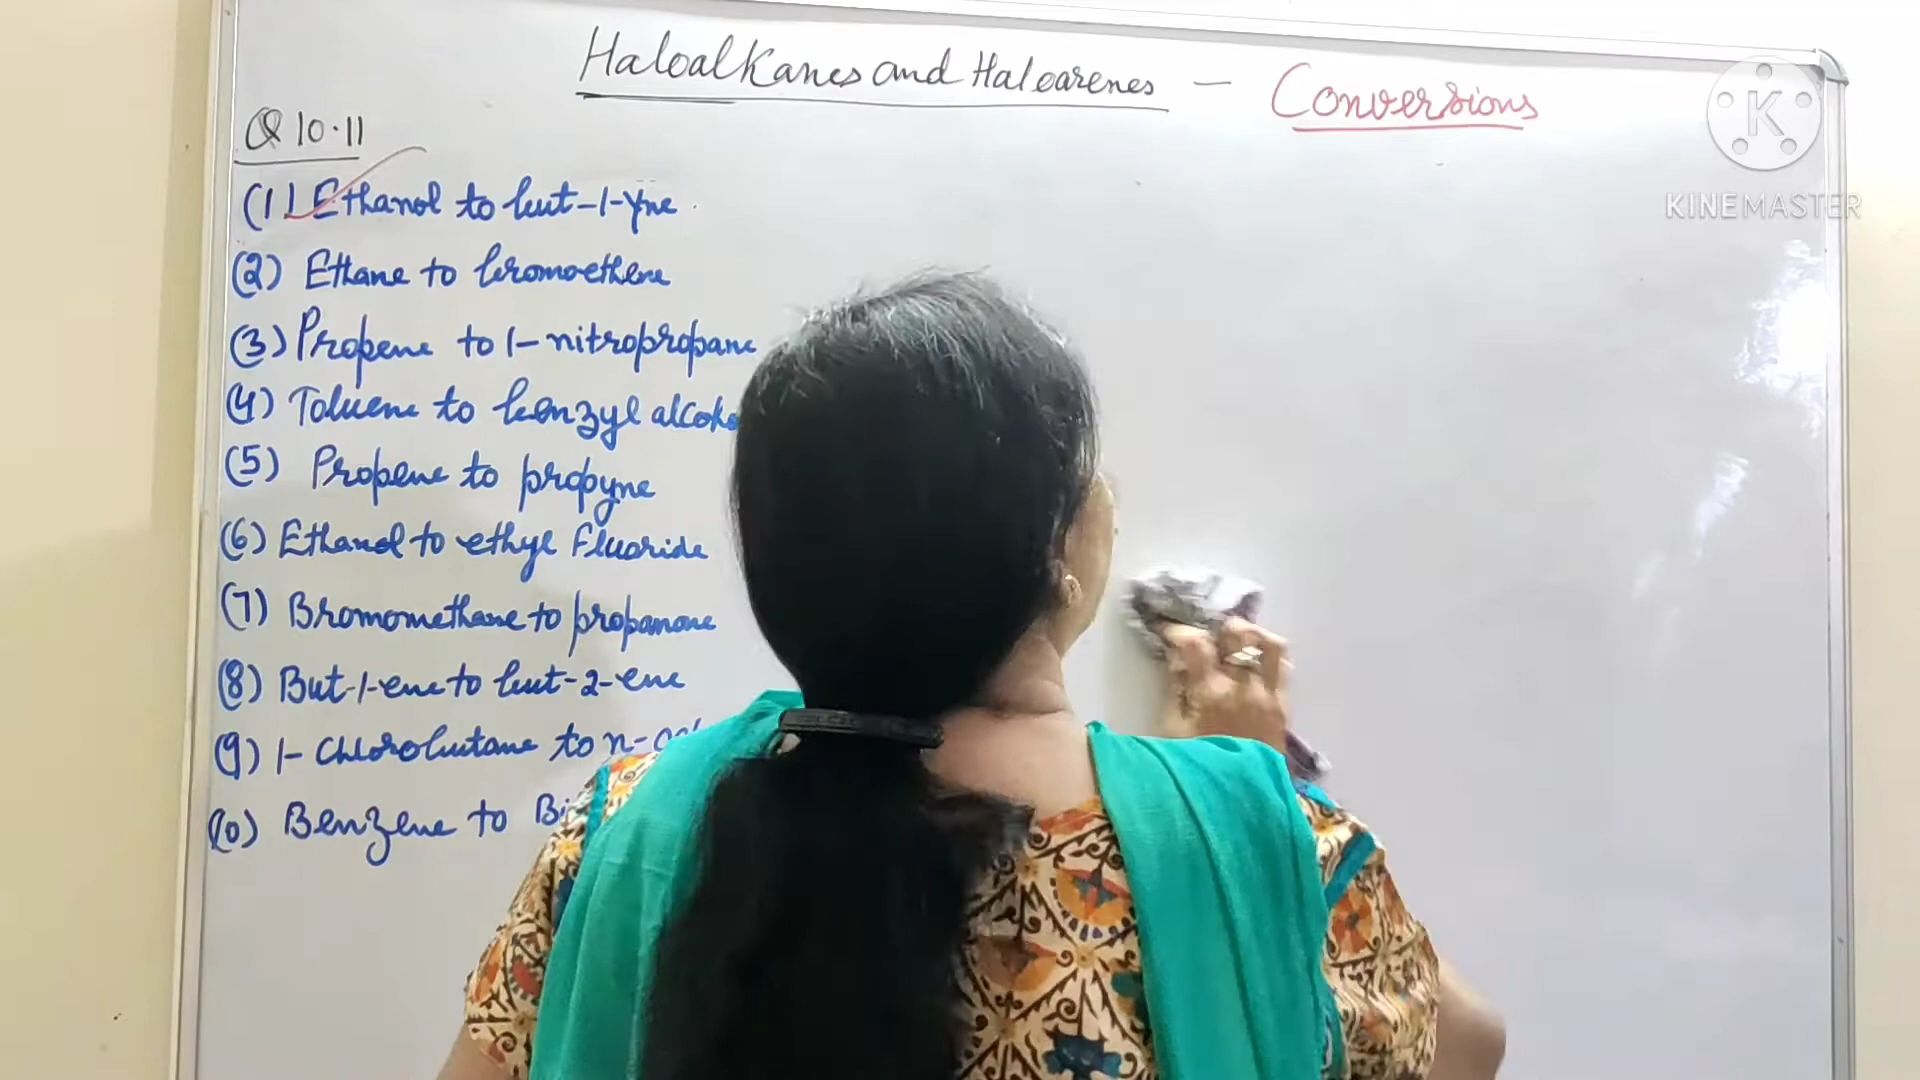 Haloalkanes and Haloarenes - Conversions
Q 10.11
(1) Ethanol to but-1-yne
(2) Ethane to bromoethene
(3) Propene to 1-nitropropane
(4) Toluene to benzyl
(5) Propene to propyne
(6) Ethanol to ethyl fluoride
(7) Bromomethane to propanone
(8) But-1-ene to but-2-ene
(9) 1-Chlorobutane to n-
(10) Benzene to
K
KINEMASTER